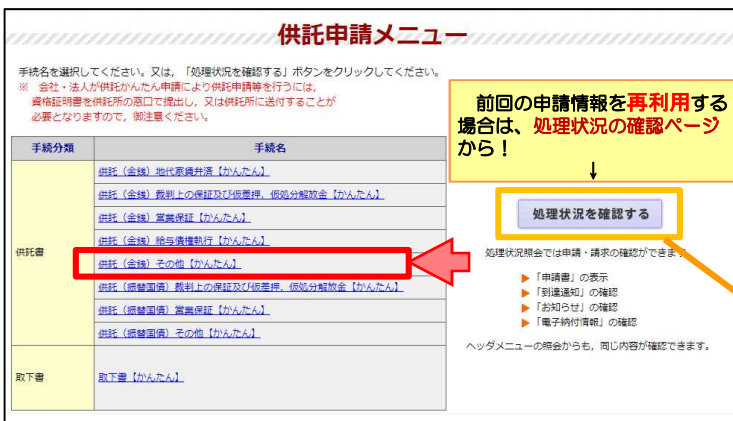 供託申請メニュー
手続名を選択してください。又は，「処理状況を確認する」ボタンをクリックしてください。
※　会社・法人が供託かんたん申請により供託申請等を行うには，
資格証明書を供託所の窓口で提出し，又は供託所に送付することが
必要となりますので，御注意ください。
手続分類　手続名
供託書
供託（金銭）地代家賃弁済【かんたん】
供託（金銭）裁判上の保証及び仮差押，仮処分解放金【かんたん】
供託（金銭）営業保証【かんたん】
供託（金銭）給与債権執行【かんたん】
供託（金銭）その他【かんたん】
供託（振替国債）裁判上の保証及び仮差押，仮処分解放金【かんたん】
供託（振替国債）営業保証【かんたん】
供託（振替国債）その他【かんたん】
取下書
取下書【かんたん】
前回の申請情報を再利用する
場合は、処理状況の確認ページ
から！
↓
処理状況を確認する
処理状況照会では申請・請求の確認ができます
▶「申請書」の表示
▶「到達通知」の確認
▶「お知らせ」の確認
▶「電子納付情報」の確認
ヘッダメニューの照会からも，同じ内容が確認できます。